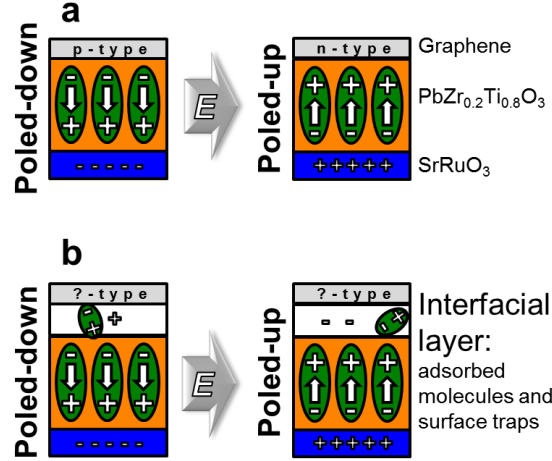 a
Poled-down
p-type
- - -
+ + +
- - - - -
E
Poled-up
n-type
+ + +
- - -
+ + + + +
Graphene
PbZr0.2Ti0.8O3
SrRuO3
b
Poled-down
?-type
- + +
- - -
+ + +
- - - - -
E
Poled-up
?-type
- - - +
+ + +
- - -
+ + + + +
Interfacial
layer:
adsorbed
molecules and
surface traps